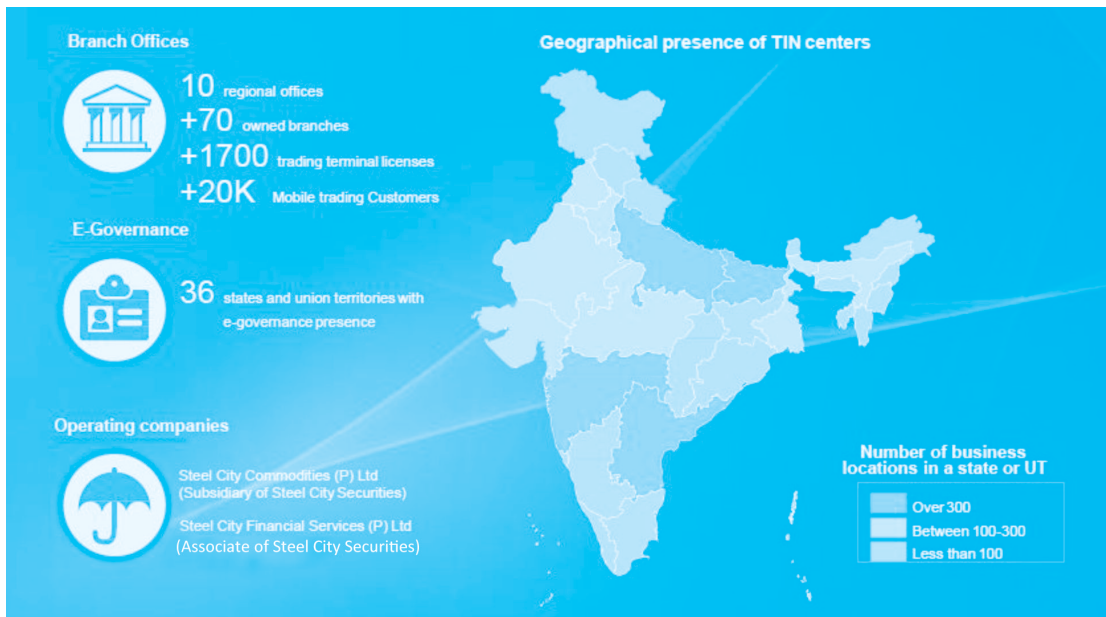 Branch Offices
10 regional offices
+70 owned branches
+1700 trading terminal licenses
+20K Mobile trading Customers
E-Governance
36 states and union territories with
e-governance presence
Operating companies
Steel City Commodities (P) Ltd
(Subsidiary of Steel City Securities)
Steel City Financial Services (P) Ltd
(Associate of Steel City Securities)
Geographical presence of TIN centers
Number of business
locations in a state or UT
Over 300
Between 100-300
Less than 100